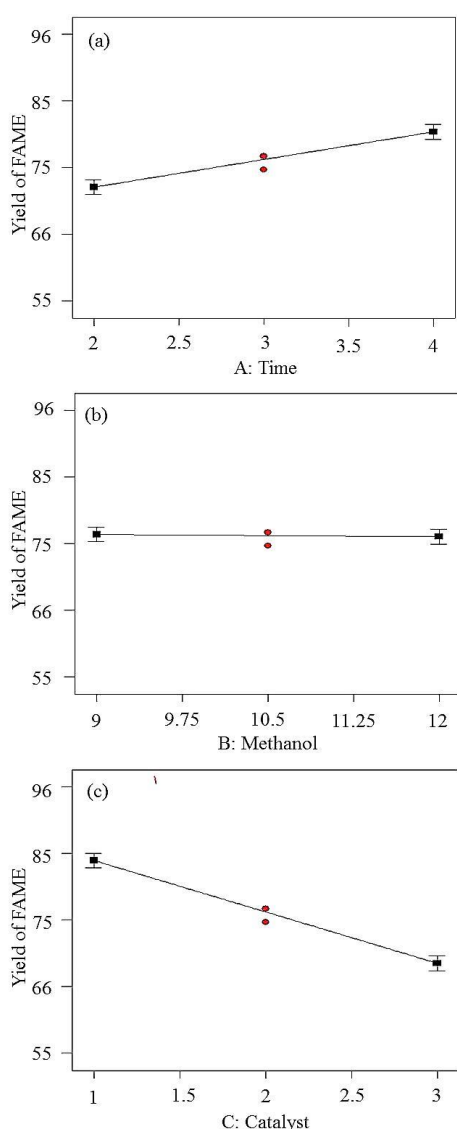 (a)
96
85
75
66
55
Yield of FAME
2 2.5 3 3.5 4
A: Time
(b)
96
85
75
66
55
Yield of FAME
9 9.75 10.5 11.25 12
B: Methanol
(c)
96
85
75
66
55
Yield of FAME
1 1.5 2 2.5 3
C: Catalyst